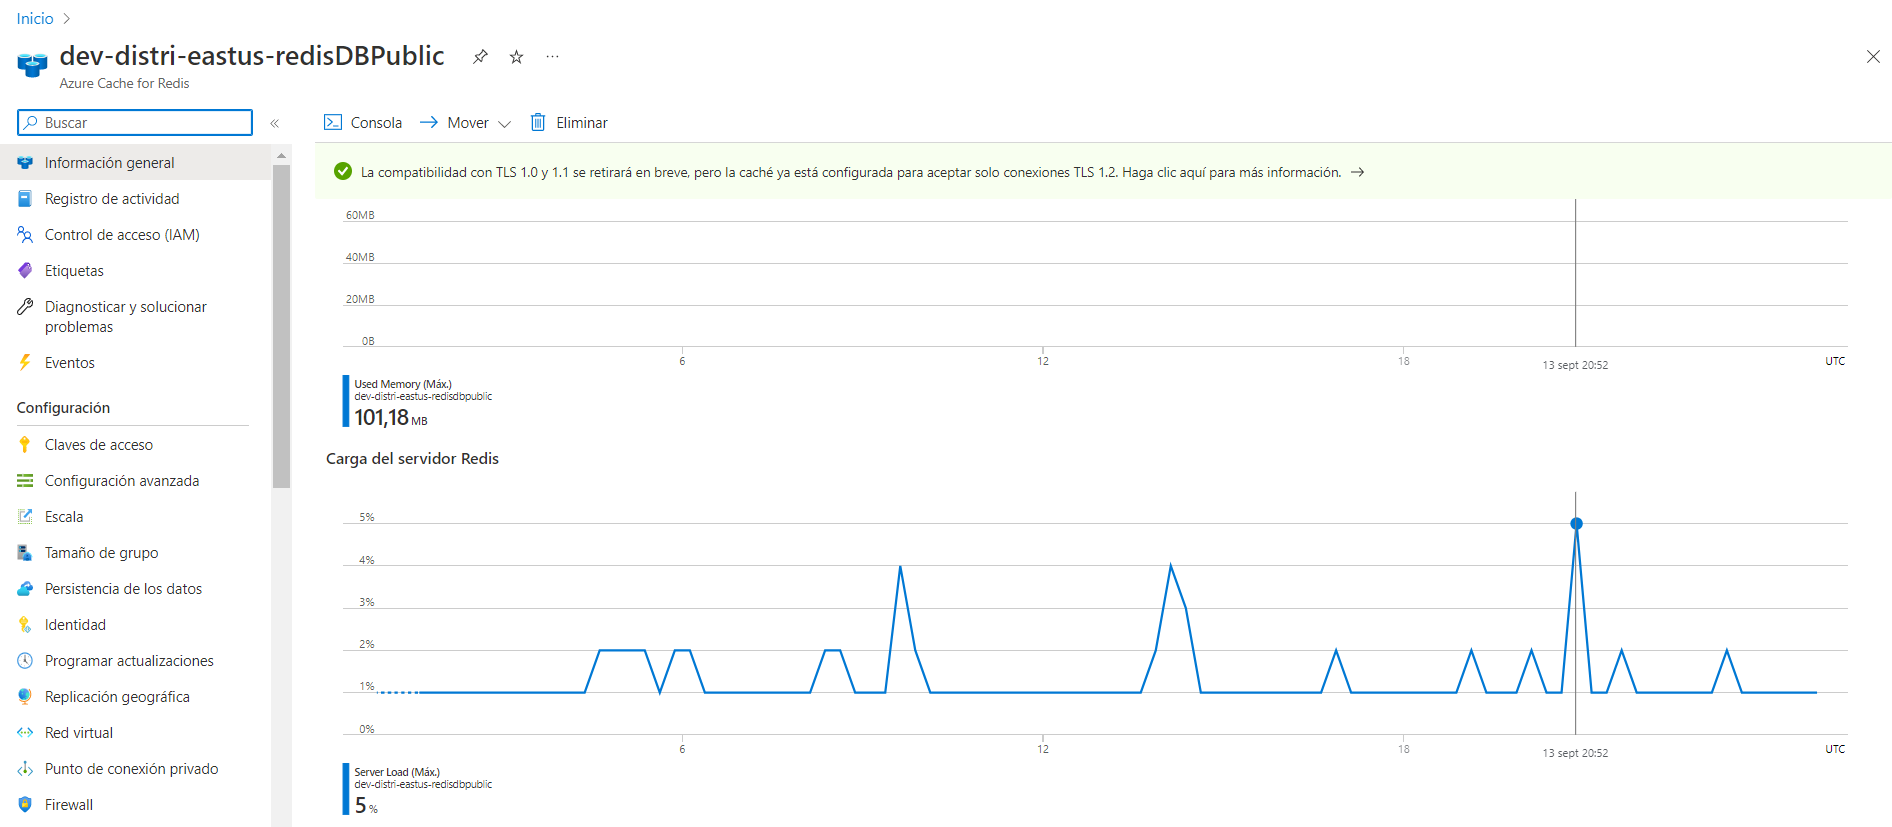 Inicio
dev-distri-eastus-redisDBPublic
Azure Cache for Redis
Buscar
Consola
Mover
Eliminar
Información general
Registro de actividad
Control de acceso (IAM)
Etiquetas
Diagnosticar y solucionar
problemas
Eventos
Configuración
Claves de acceso
Configuración avanzada
Escala
Tamaño de grupo
Persistencia de los datos
Identidad
Programar actualizaciones
Replicación geográfica
Red virtual
Punto de conexión privado
Firewall
La compatibilidad con TLS 1.0 y 1.1 se retirará en breve, pero la caché ya está configurada para aceptar solo conexiones TLS 1.2. Haga clic aquí para más información.
60MB
40MB
20MB
0B
6
12
18
13 sept 20:52
UTC
Used Memory (Máx.)
dev-distri-eastus-redisdbpublic
101,18 MB
Carga del servidor Redis
5%
4%
3%
2%
1%
0%
6
12
18
13 sept 20:52
UTC
Server Load (Máx.)
dev-distri-eastus-redisdbpublic
5 %